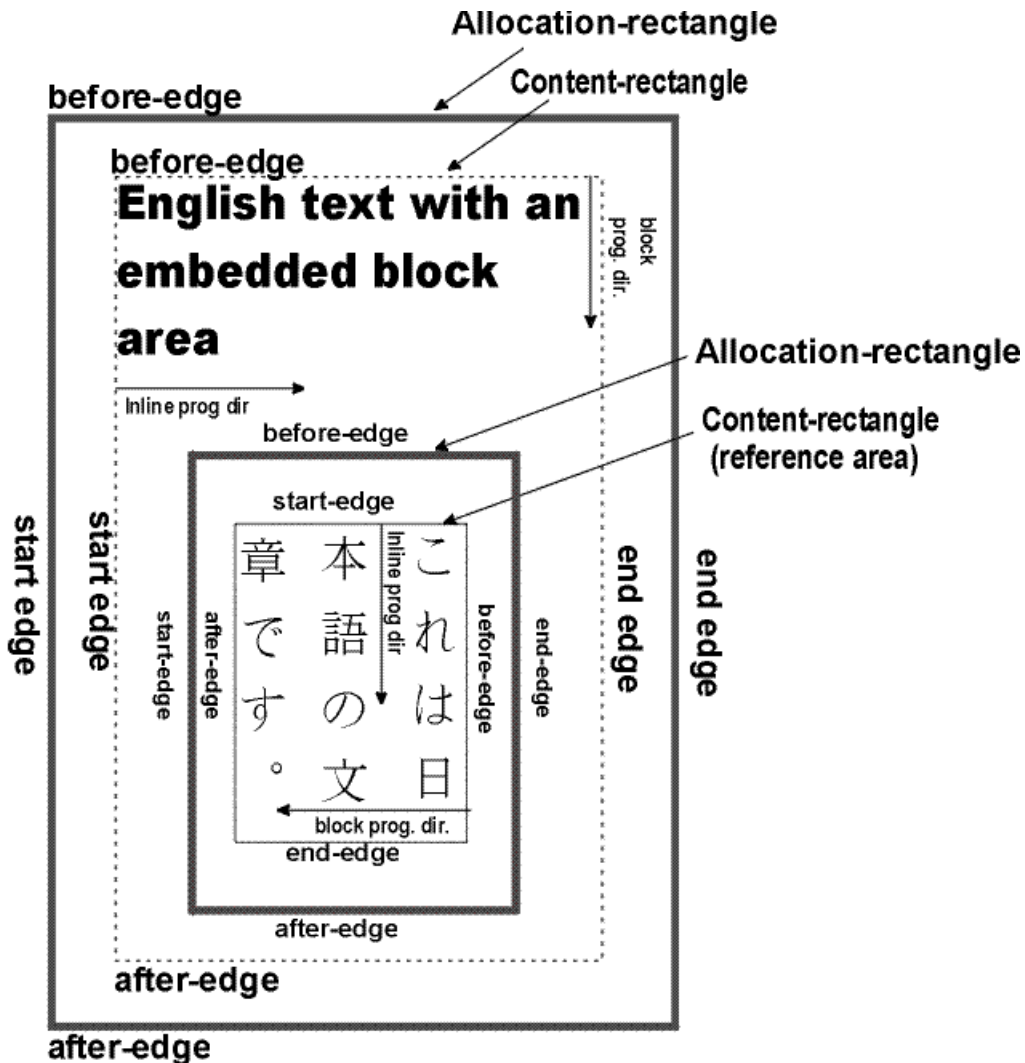 Allocation-rectangle
Content-rectangle
before-edge
before-edge
English text with an
embedded block
area
block
prog. dir.
Inline prog dir
Allocation-rectangle
Content-rectangle
(reference area)
before-edge
start-edge
start edge
start edge
start-edge
after-edge
これは日
本語の文
章です。
Inline prog dir
before-edge
end-edge
end edge
end edge
block prog. dir.
end-edge
after-edge
after-edge
after-edge